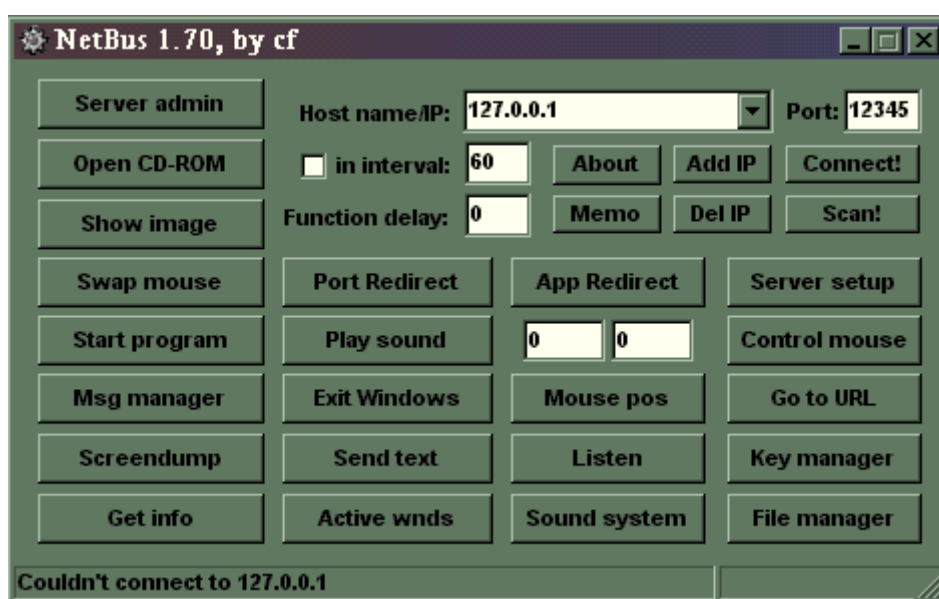 NetBus 1.70, by cf
Server admin
Host name/IP: 127.0.0.1 Port: 12345
Open CD-ROM
in interval: 60 About Add IP Connect!
Show image
Function delay: 0 Memo Del IP Scan!
Swap mouse Port Redirect App Redirect Server setup
Start program Play sound 0 0 Control mouse
Msg manager Exit Windows Mouse pos Go to URL
Screendump Send text Listen Key manager
Get info Active wnds Sound system File manager
Couldn't connect to 127.0.0.1